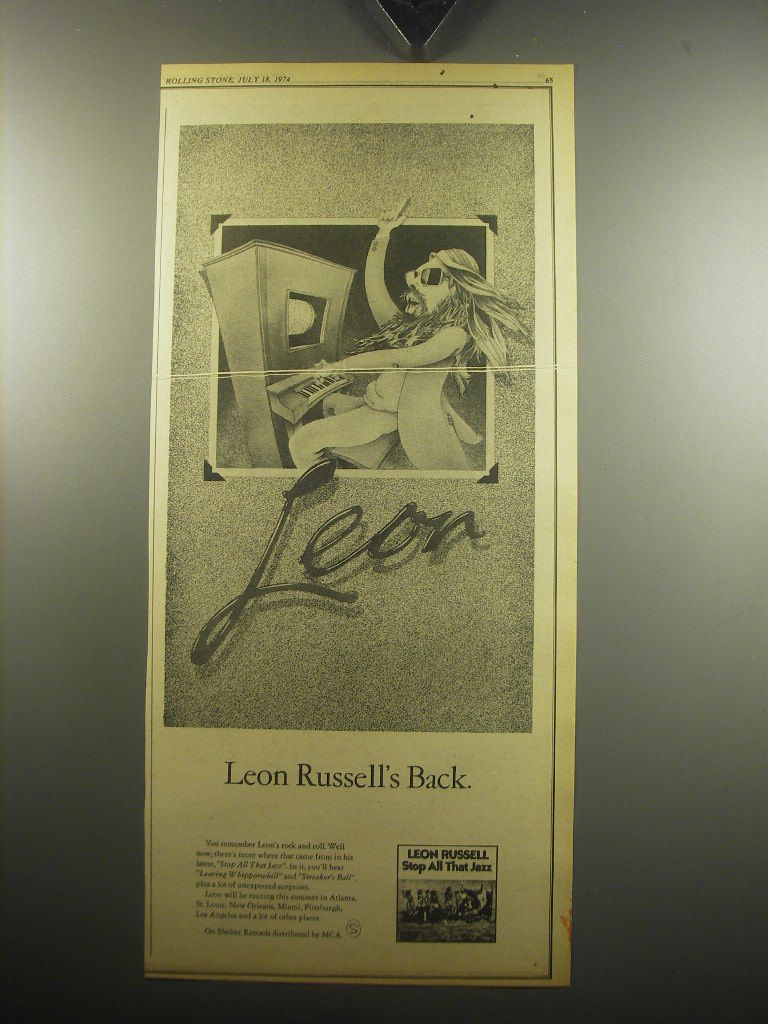 ROLLING STONE, JULY 18, 1974
65
Leon
Leon Russell's Back.
You remember Leon's rock and roll. Well
now, there's more where that came from in his
latest, "Stop All That Jazz". In it, you'll hear
"Leaving Whipporwhill" and "Streaker's Ball",
plus a lot of unexpected surprises.
Leon will be touring this summer in Atlanta,
St. Louis, New Orleans, Miami, Pittsburgh,
Los Angeles and a lot of other places.
On Shelter Records distributed by MCA.
S
LEON RUSSELL
Stop All That Jazz